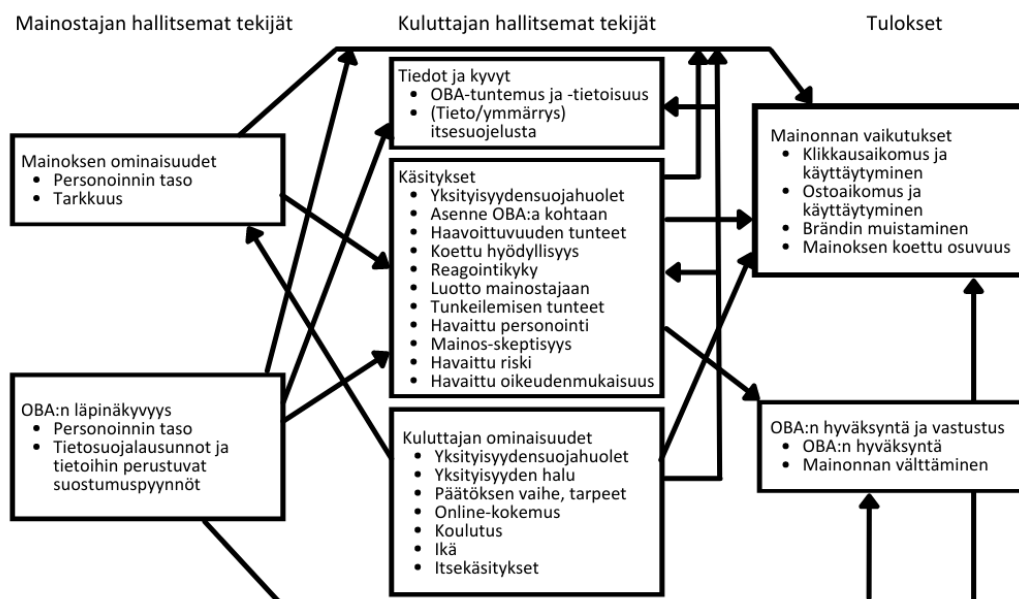 Mainostajan hallitsemat tekijät
Kuluttajan hallitsemat tekijät
Tulokset
Mainoksen ominaisuudet
• Personoinnin taso
• Tarkkuus
OBA:n läpinäkyvyys
• Personoinnin taso
• Tietosuojalausunnot ja
tietoihin perustuvat
suostumuspyynnöt
Tiedot ja kyvyt
• OBA-tuntemus ja -tietoisuus
• (Tieto/ymmärrys)
itsesuojelusta
Käsitykset
• Yksityisyydensuojahuolet
• Asenne OBA:a kohtaan
• Haavoittuvuuden tunteet
• Koettu hyödyllisyys
• Reagointikyky
• Luotto mainostajaan
• Tunkeilemisen tunteet
• Havaittu personointi
• Mainos-skeptisyys
• Havaittu riski
• Havaittu oikeudenmukaisuus
Kuluttajan ominaisuudet
• Yksityisyydensuojahuolet
• Yksityisyyden halu
• Päätöksen vaihe, tarpeet
• Online-kokemus
• Koulutus
• Ikä
• Itsekäsitykset
Mainonnan vaikutukset
• Klikkausaikomus ja
käyttäytyminen
• Ostoaikomus ja
käyttäytyminen
• Brändin muistaminen
• Mainoksen koettu osuvuus
OBA:n hyväksyntä ja vastustus
• OBA:n hyväksyntä
• Mainonnan välttäminen